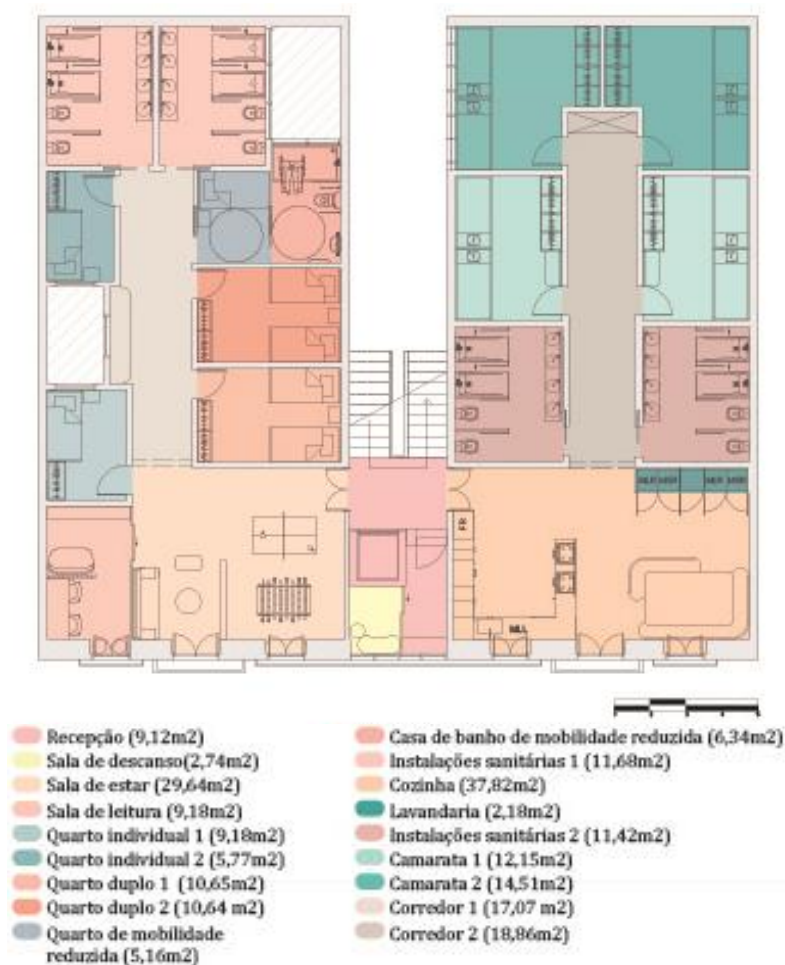 FR
MLL
Recepção (9,12m2)
Sala de descanso(2,74m2)
Sala de estar (29,64m2)
Sala de leitura (9,18m2)
Quarto individual 1 (9,18m2)
Quarto individual 2 (5,77m2)
Quarto duplo 1 (10,65m2)
Quarto duplo 2 (10,64 m2)
Quarto de mobilidade
reduzida (5,16m2)
Casa de banho de mobilidade reduzida (6,34m2)
Instalações sanitárias 1 (11,68m2)
Cozinha (37,82m2)
Lavandaria (2,18m2)
Instalações sanitárias 2 (11,42m2)
Camarata 1 (12,15m2)
Camarata 2 (14,51m2)
Corredor 1 (17,07 m2)
Corredor 2 (18,86m2)